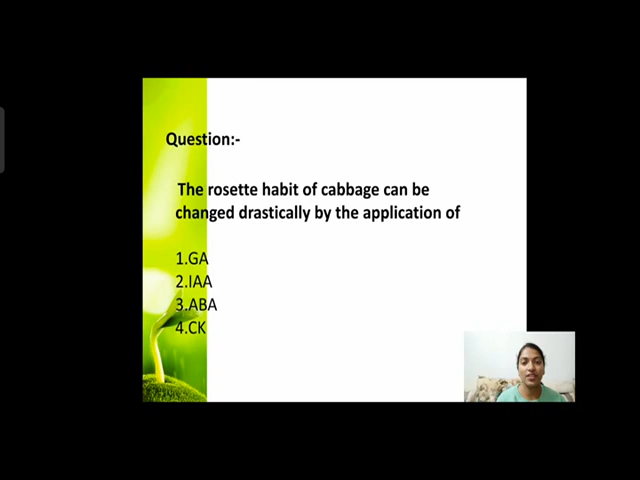 Question:-
The rosette habit of cabbage can be
changed drastically by the application of
1.GA
2.IAA
3.ABA
4.CK